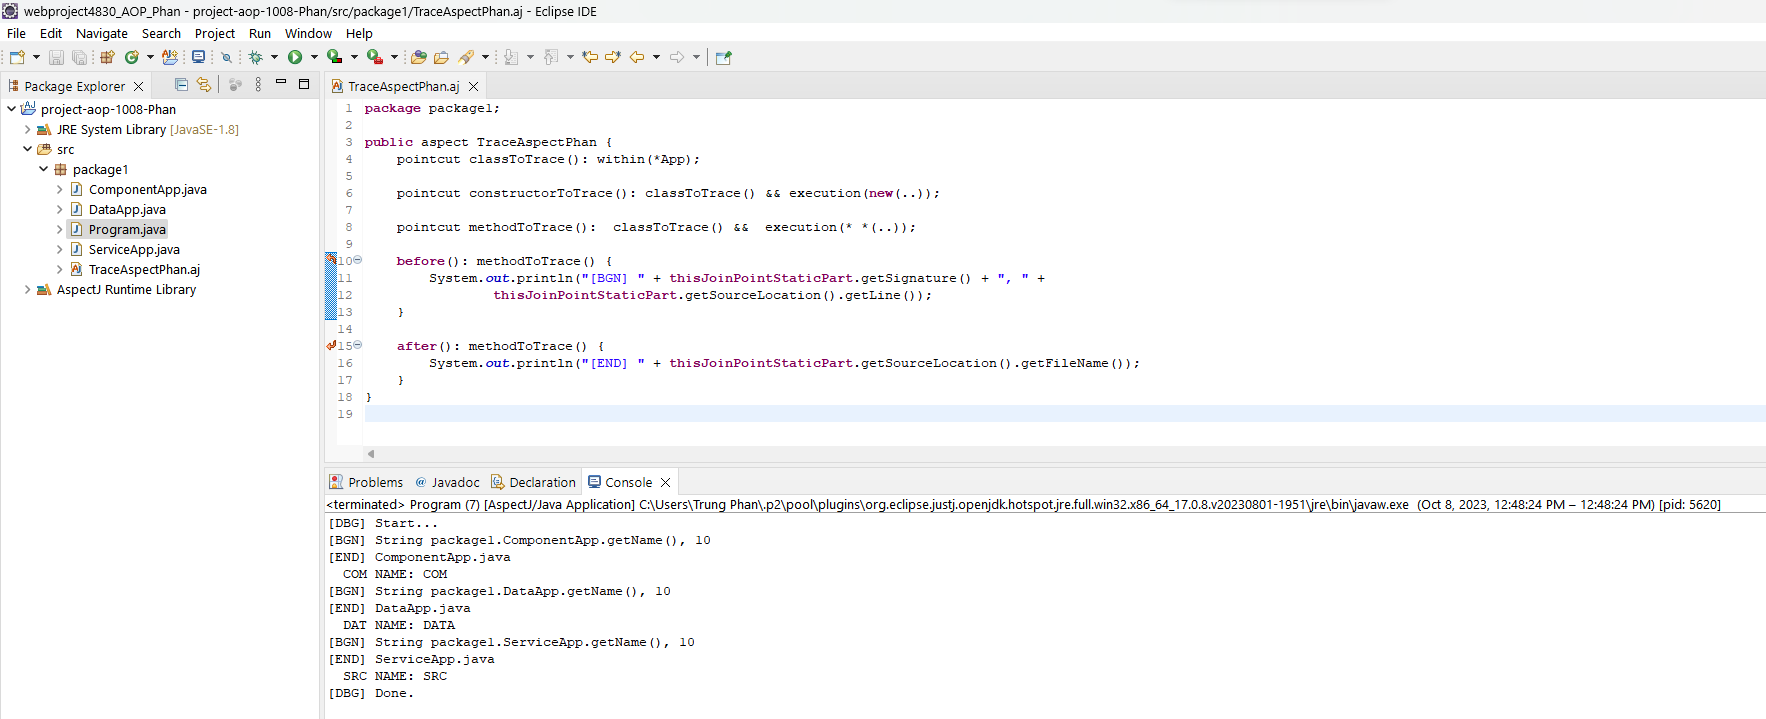 webproject4830_AOP_Phan - project-aop-1008-Phan/src/package1/TraceAspectPhan.aj - Eclipse IDE
File Edit Navigate Search Project Run Window Help
Package Explorer
project-aop-1008-Phan
JRE System Library [JavaSE-1.8]
src
package1
ComponentApp.java
DataApp.java
Program.java
ServiceApp.java
TraceAspectPhan.aj
AspectJ Runtime Library
TraceAspectPhan.aj
1 package package1;
2
3 public aspect TraceAspectPhan {
4     pointcut classToTrace(): within(*App);
5
6     pointcut constructorToTrace(): classToTrace() && execution(new(..));
7
8     pointcut methodToTrace():  classToTrace() &&  execution(* *(..));
9
10     before(): methodToTrace() {
11         System.out.println("[BGN] " + thisJoinPointStaticPart.getSignature() + ", " +
12                 thisJoinPointStaticPart.getSourceLocation().getLine());
13     }
14
15     after(): methodToTrace() {
16         System.out.println("[END] " + thisJoinPointStaticPart.getSourceLocation().getFileName());
17     }
18 }
19
Problems Javadoc Declaration Console
<terminated> Program (7) [AspectJ/Java Application] C:\Users\Trung Phan\.p2\pool\plugins\org.eclipse.justj.openjdk.hotspot.jre.full.win32.x86_64_17.0.8.v20230801-1951\jre\bin\javaw.exe (Oct 8, 2023, 12:48:24 PM – 12:48:24 PM) [pid: 5620]
[DBG] Start...
[BGN] String package1.ComponentApp.getName(), 10
[END] ComponentApp.java
  COM NAME: COM
[BGN] String package1.DataApp.getName(), 10
[END] DataApp.java
  DAT NAME: DATA
[BGN] String package1.ServiceApp.getName(), 10
[END] ServiceApp.java
  SRC NAME: SRC
[DBG] Done.